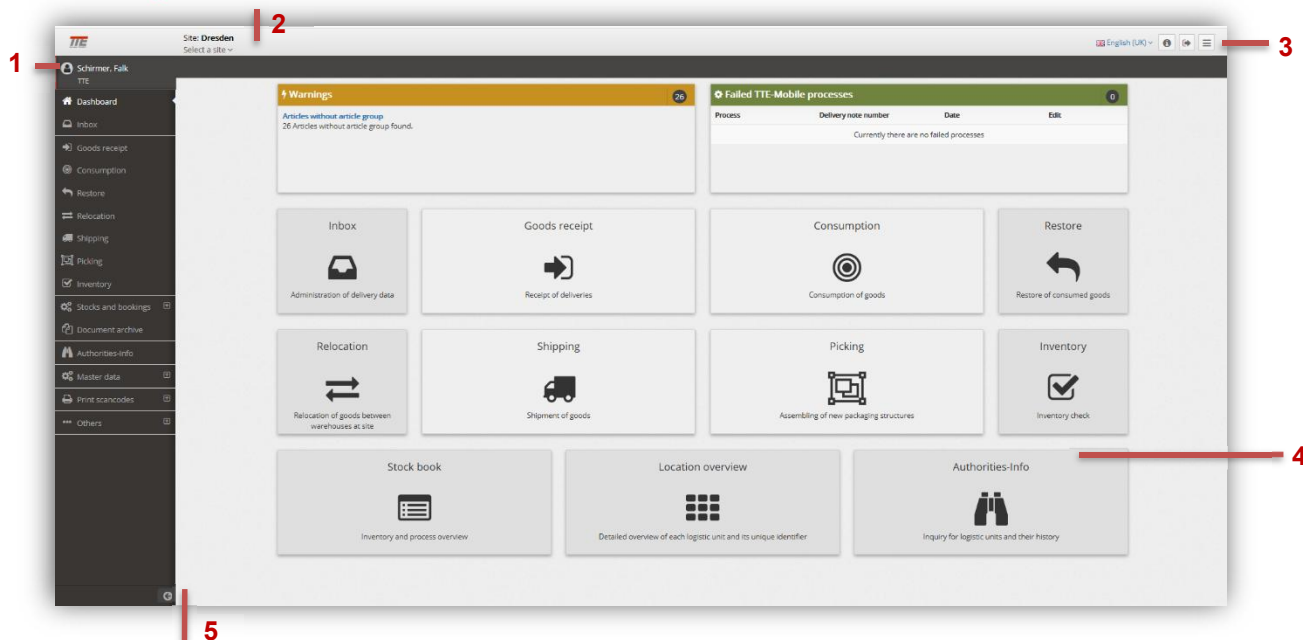 2
TTE
Site: Dresden
Select a site
English (UK)
3
1
Schirmer, Falk
TTE
Dashboard
Inbox
Goods receipt
Consumption
Restore
Relocation
Shipping
Picking
Inventory
Stocks and bookings
Document archive
Authorities-Info
Master data
Print scancodes
Others
Warnings
26
Articles without article group
26 Articles without article group found.
Failed TTE-Mobile processes
0
Process Delivery note number Date Edit
Currently there are no failed processes
Inbox
Administration of delivery data
Goods receipt
Receipt of deliveries
Consumption
Consumption of goods
Restore
Restore of consumed goods
Relocation
Relocation of goods between
warehouses at site
Shipping
Shipment of goods
Picking
Assembling of new packaging structures
Inventory
Inventory check
4
Stock book
Inventory and process overview
Location overview
Detailed overview of each logistic unit and its unique identifier
Authorities-Info
Inquiry for logistic units and their history
5